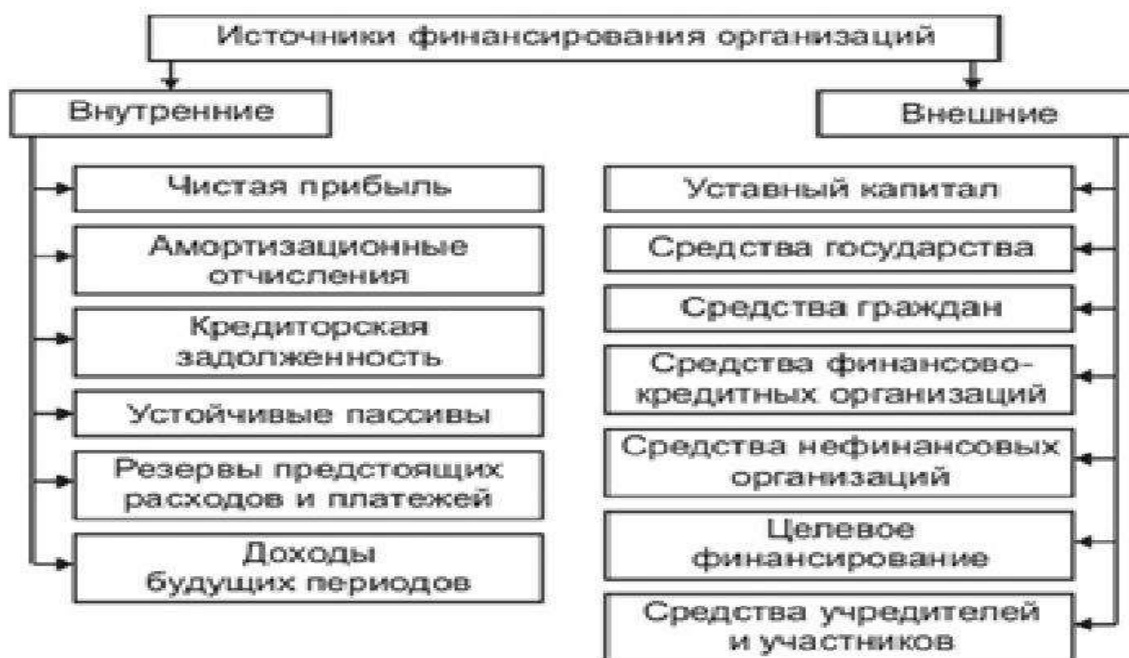 Источники финансирования организаций
Внутренние
Чистая прибыль
Амортизационные
отчисления
Кредиторская
задолженность
Устойчивые пассивы
Резервы предстоящих
расходов и платежей
Доходы
будущих периодов
Внешние
Уставный капитал
Средства государства
Средства граждан
Средства финансово-
кредитных организаций
Средства нефинансовых
организаций
Целевое
финансирование
Средства учредителей
и участников